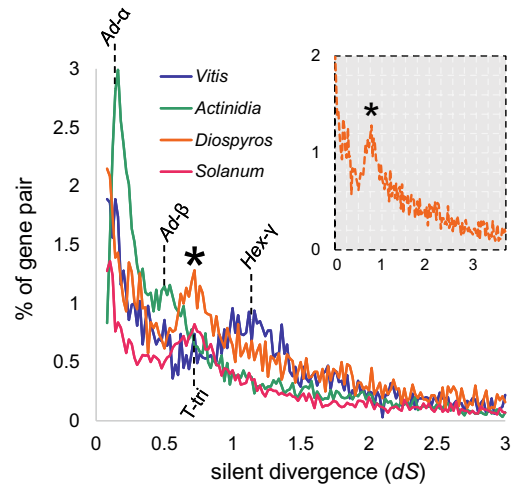 Ad-α
3
2.5
2
1.5
1
0.5
0
% of gene pair
Vitis
Actinidia
Diospyros
Solanum
Ad-β
*
Hex-γ
T-tri
0 0.5 1 1.5 2 2.5 3
silent divergence (dS)
2
1
0
*
0 1 2 3